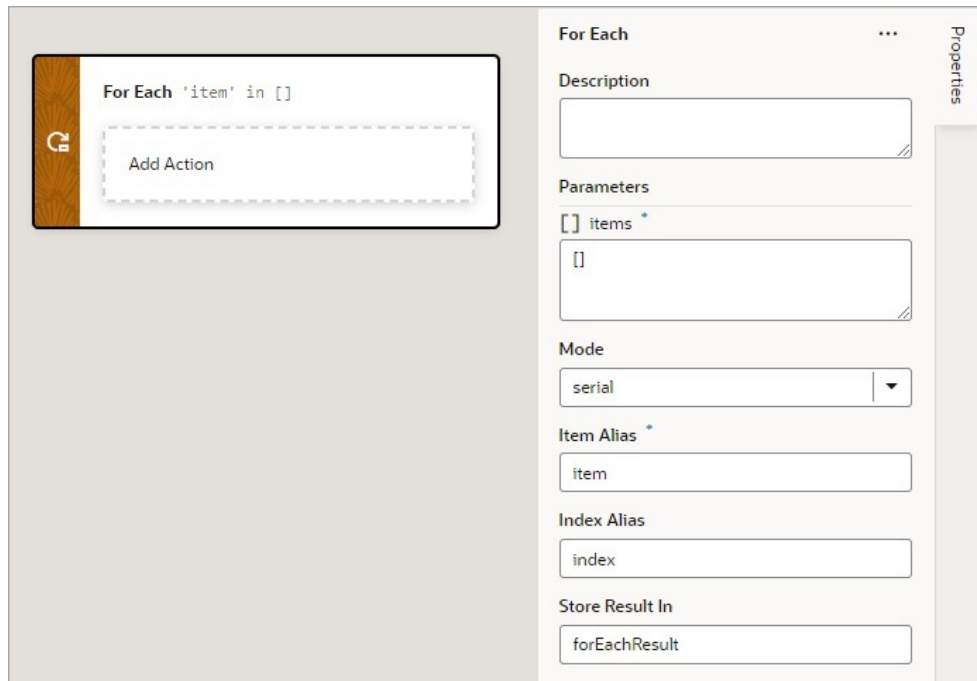 For Each 'item' in []
Add Action
For Each ...
Properties
Description
Parameters
[] items *
[]
Mode
serial
Item Alias *
item
Index Alias
index
Store Result In
forEachResult